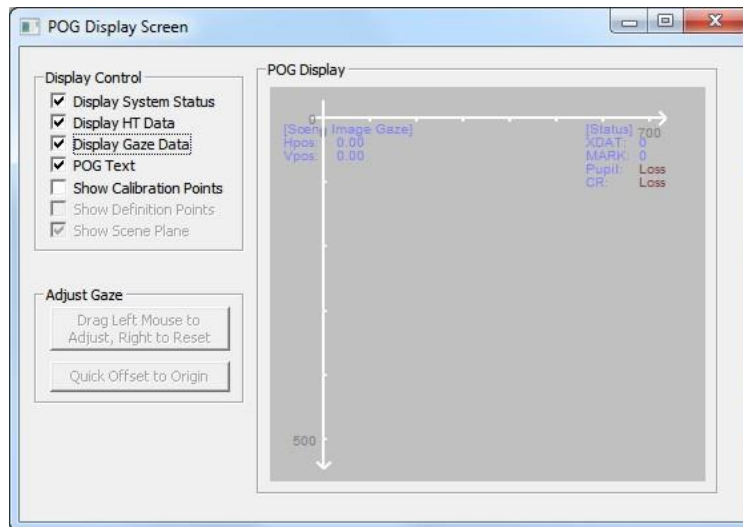 POG Display Screen
Display Control
Display System Status
Display HT Data
Display Gaze Data
POG Text
Show Calibration Points
Show Definition Points
Show Scene Plane
Adjust Gaze
Drag Left Mouse to
Adjust, Right to Reset
Quick Offset to Origin
POG Display
0
700
[Scene Image Gaze]
Hpos: 0.00
Vpos: 0.00
[Status]
XDAT: 0
MARK: 0
Pupil: Loss
CR: Loss
500